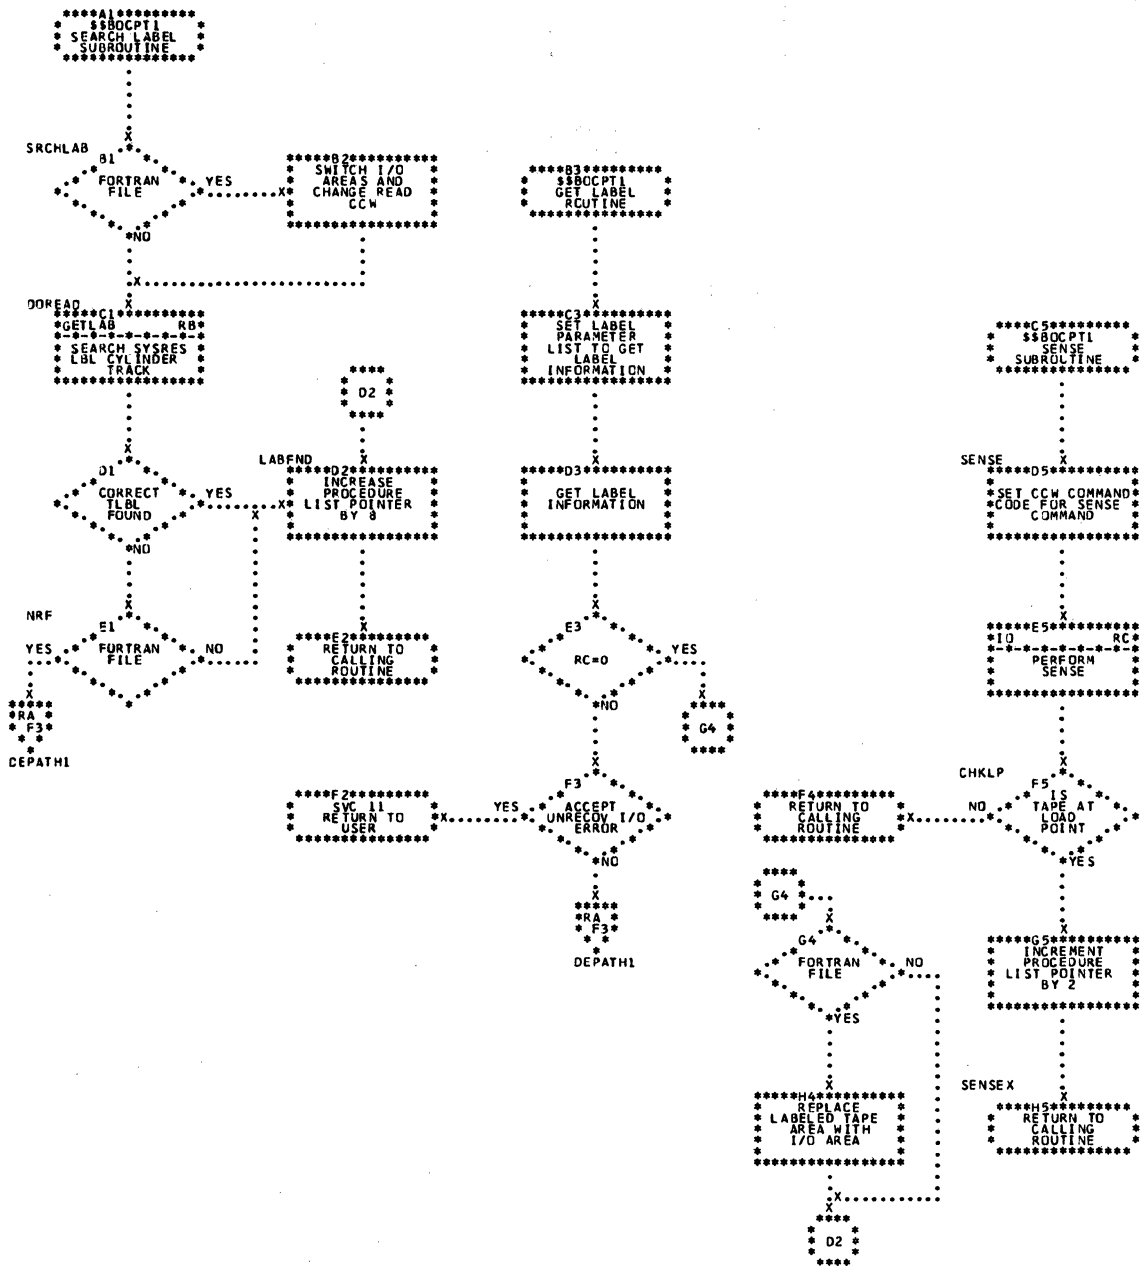 A1
$$BOCPT1
SEARCH LABEL
SUBROUTINE
SRCHLAB
B1
FORTRAN
FILE
YES
NO
B2
SWITCH I/O
AREAS AND
CHANGE READ
CCW
DOREAD
C1
GETLAB RB
SEARCH SYSRES
LBL CYLINDER
TRACK
D1
CORRECT
TLBL
FOUND
YES
NO
D2
LABFND
D2
INCREASE
PROCEDURE
LIST POINTER
BY 8
NRF
E1
FORTRAN
FILE
YES
NO
RA
F3
DEPATH1
E2
RETURN TO
CALLING
ROUTINE
B3
$$BOCPT1
GET LABEL
ROUTINE
C3
SET LABEL
PARAMETER
LIST TO GET
LABEL
INFORMATION
D3
GET LABEL
INFORMATION
E3
RC=0
YES
NO
G4
F3
ACCEPT
UNRECOV I/O
ERROR
YES
NO
F2
SVC 11
RETURN TO
USER
RA
F3
DEPATH1
C5
$$BOCPT1
SENSE
SUBROUTINE
SENSE
D5
SET CCW COMMAND
CODE FOR SENSE
COMMAND
E5
IO RC
PERFORM
SENSE
CHKLP
F5
IS
TAPE AT
LOAD
POINT
NO
YES
F4
RETURN TO
CALLING
ROUTINE
G4
G4
FORTRAN
FILE
NO
YES
G5
INCREMENT
PROCEDURE
LIST POINTER
BY 2
H4
REPLACE
LABELED TAPE
AREA WITH
I/O AREA
SENSEX
H5
RETURN TO
CALLING
ROUTINE
D2